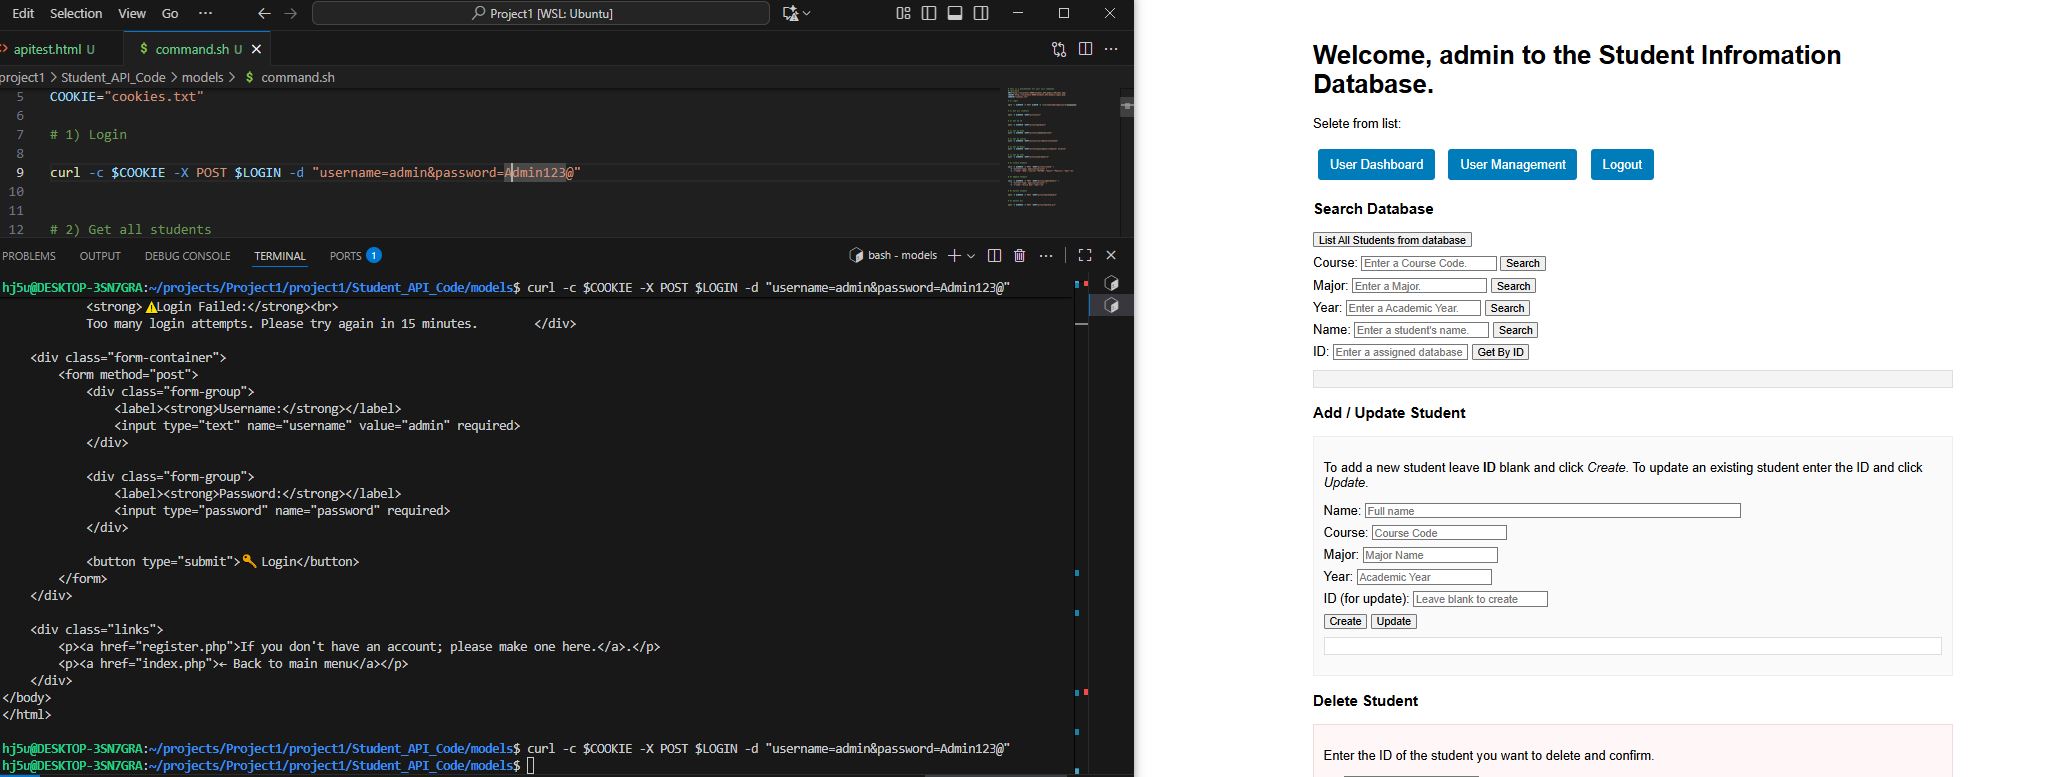 Edit Selection View Go ··· Project1 [WSL: Ubuntu]
apitest.html U $ command.sh U
project1 > Student_API_Code > models > $ command.sh
5 COOKIE="cookies.txt"
6
7 # 1) Login
8
9 curl -c $COOKIE -X POST $LOGIN -d "username=admin&password=Admin123@"
10
11
12 # 2) Get all students
PROBLEMS OUTPUT DEBUG CONSOLE TERMINAL PORTS 1 bash - models
hj5u@DESKTOP-3SN7GRA:~/projects/Project1/project1/Student_API_Code/models$ curl -c $COOKIE -X POST $LOGIN -d "username=admin&password=Admin123@"
<strong>⚠️Login Failed:</strong><br>
Too many login attempts. Please try again in 15 minutes. </div>
<div class="form-container">
<form method="post">
<div class="form-group">
<label><strong>Username:</strong></label>
<input type="text" name="username" value="admin" required>
</div>
<div class="form-group">
<label><strong>Password:</strong></label>
<input type="password" name="password" required>
</div>
<button type="submit">🔑 Login</button>
</form>
</div>
<div class="links">
<p><a href="register.php">If you don't have an account; please make one here.</a>.</p>
<p><a href="index.php">← Back to main menu</a></p>
</div>
</body>
</html>
hj5u@DESKTOP-3SN7GRA:~/projects/Project1/project1/Student_API_Code/models$ curl -c $COOKIE -X POST $LOGIN -d "username=admin&password=Admin123@"
hj5u@DESKTOP-3SN7GRA:~/projects/Project1/project1/Student_API_Code/models$
Welcome, admin to the Student Infromation
Database.
Selete from list:
User Dashboard User Management Logout
Search Database
List All Students from database
Course: Enter a Course Code. Search
Major: Enter a Major. Search
Year: Enter a Academic Year. Search
Name: Enter a student's name. Search
ID: Enter a assigned database Get By ID
Add / Update Student
To add a new student leave ID blank and click Create. To update an existing student enter the ID and click
Update.
Name: Full name
Course: Course Code
Major: Major Name
Year: Academic Year
ID (for update): Leave blank to create
Create Update
Delete Student
Enter the ID of the student you want to delete and confirm.